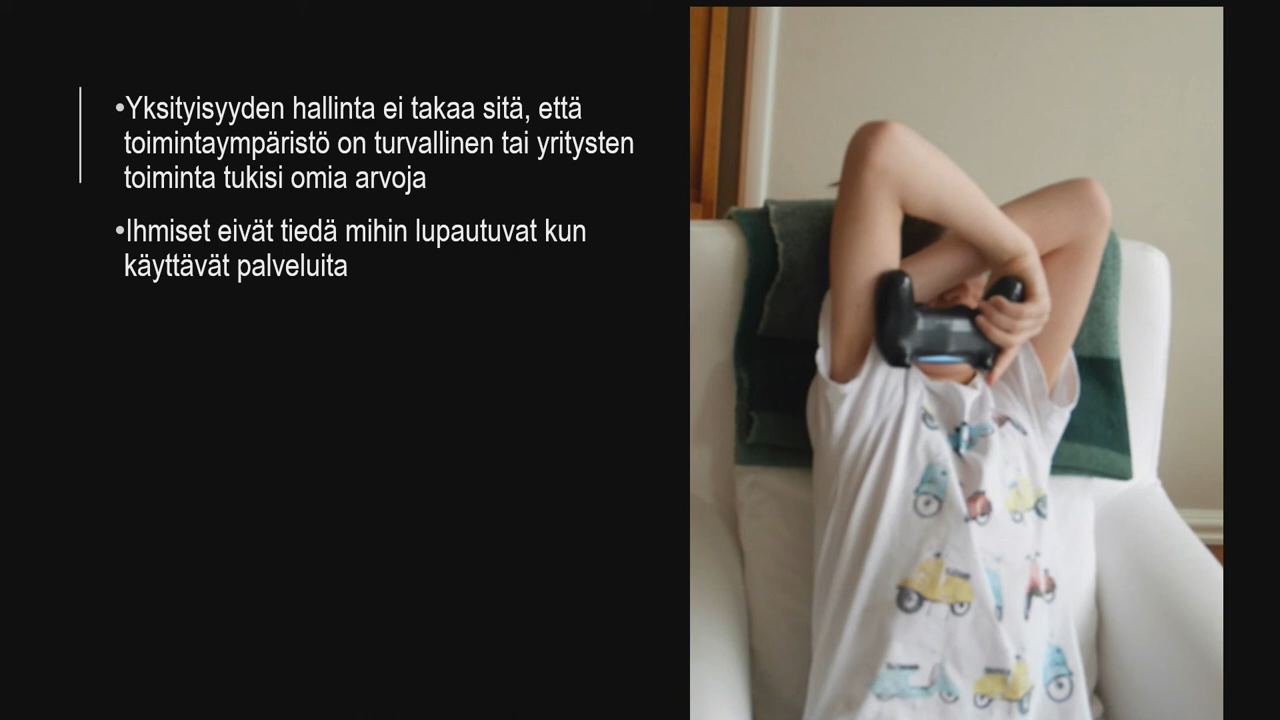 •Yksityisyyden hallinta ei takaa sitä, että
toimintaympäristö on turvallinen tai yritysten
toiminta tukisi omia arvoja
•Ihmiset eivät tiedä mihin lupautuvat kun
käyttävät palveluita